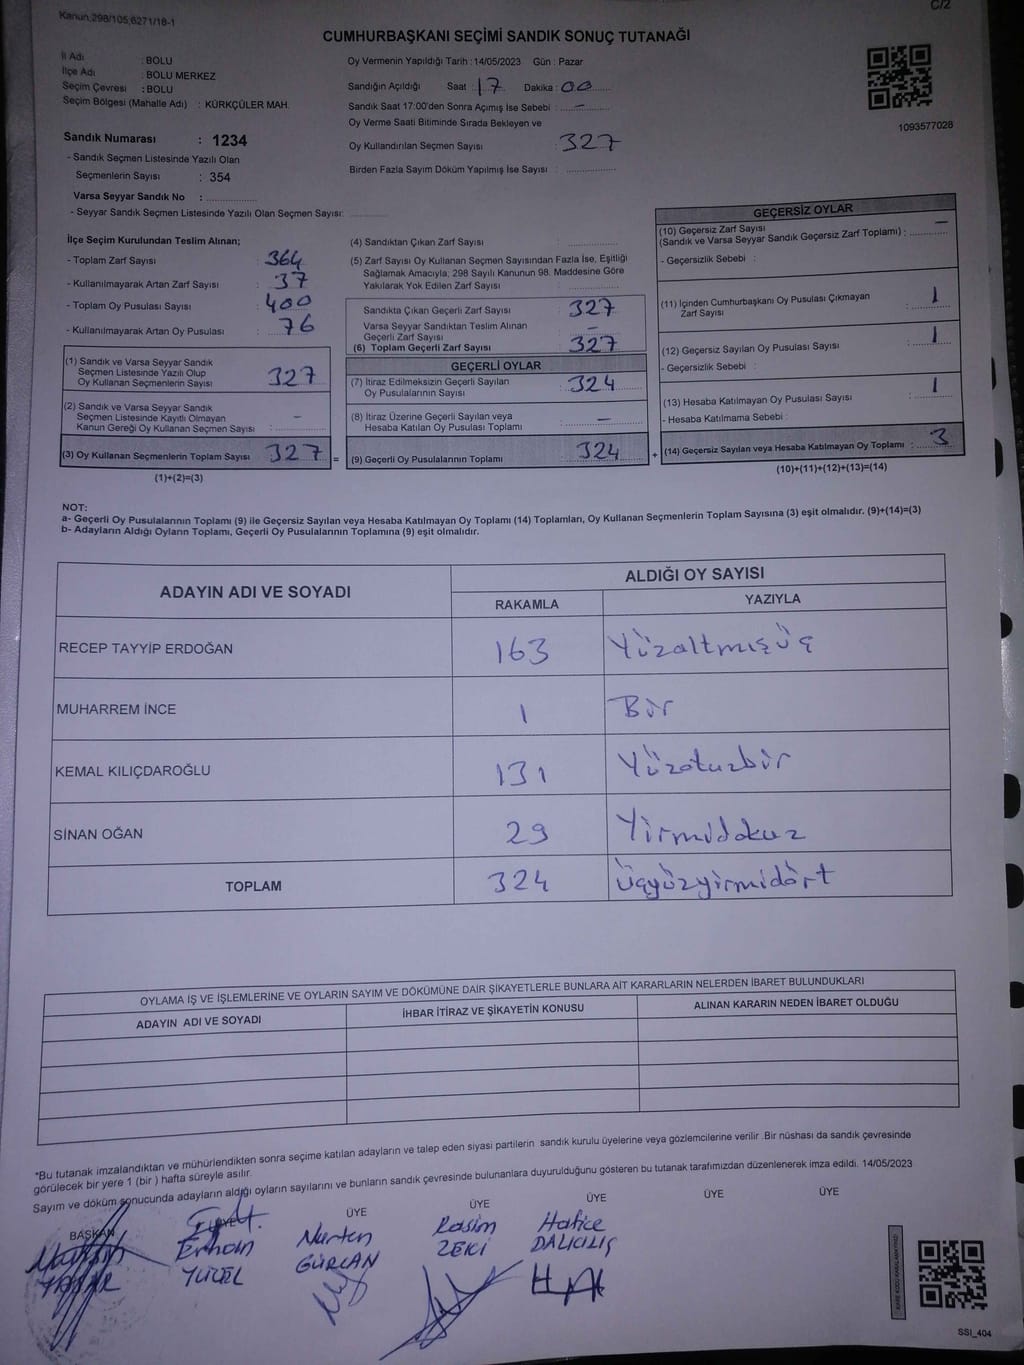 Kanun;298/105;6271/18-1
C/2
CUMHURBAŞKANI SEÇİMİ SANDIK SONUÇ TUTANAĞI
İl Adı : BOLU
İlçe Adı : BOLU MERKEZ
Seçim Çevresi : BOLU
Seçim Bölgesi (Mahalle Adı) : KÜRKÇÜLER MAH.
Oy Vermenin Yapıldığı Tarih : 14/05/2023 Gün : Pazar
Sandığın Açıldığı Saat : 17 Dakika : 00
Sandık Saat 17:00'den Sonra Açımış İse Sebebi : –
Oy Verme Saati Bitiminde Sırada Bekleyen ve
Oy Kullandırılan Seçmen Sayısı : 327
Birden Fazla Sayım Döküm Yapılmış İse Sayısı :
1093577028
Sandık Numarası : 1234
- Sandık Seçmen Listesinde Yazılı Olan
Seçmenlerin Sayısı : 354
Varsa Seyyar Sandık No :
- Seyyar Sandık Seçmen Listesinde Yazılı Olan Seçmen Sayısı:
İlçe Seçim Kurulundan Teslim Alınan;
- Toplam Zarf Sayısı : 364
- Kullanılmayarak Artan Zarf Sayısı : 37
- Toplam Oy Pusulası Sayısı : 400
- Kullanılmayarak Artan Oy Pusulası : 76
(1) Sandık ve Varsa Seyyar Sandık
Seçmen Listesinde Yazılı Olup
Oy Kullanan Seçmenlerin Sayısı : 327
(2) Sandık ve Varsa Seyyar Sandık
Seçmen Listesinde Kayıtlı Olmayan
Kanun Gereği Oy Kullanan Seçmen Sayısı : –
(3) Oy Kullanan Seçmenlerin Toplam Sayısı : 327 =
(1)+(2)=(3)
(4) Sandıktan Çıkan Zarf Sayısı :
(5) Zarf Sayısı Oy Kullanan Seçmen Sayısından Fazla İse, Eşitliği
Sağlamak Amacıyla, 298 Sayılı Kanunun 98. Maddesine Göre
Yakılarak Yok Edilen Zarf Sayısı :
Sandıkta Çıkan Geçerli Zarf Sayısı : 327
Varsa Seyyar Sandıktan Teslim Alınan
Geçerli Zarf Sayısı : –
(6) Toplam Geçerli Zarf Sayısı : 327
GEÇERLİ OYLAR
(7) İtiraz Edilmeksizin Geçerli Sayılan
Oy Pusulalarının Sayısı : 324
(8) İtiraz Üzerine Geçerli Sayılan veya
Hesaba Katılan Oy Pusulası Toplamı : –
(9) Geçerli Oy Pusulalarının Toplamı : 324 +
GEÇERSİZ OYLAR
(10) Geçersiz Zarf Sayısı
(Sandık ve Varsa Seyyar Sandık Geçersiz Zarf Toplamı) : –
- Geçersizlik Sebebi :
(11) İçinden Cumhurbaşkanı Oy Pusulası Çıkmayan
Zarf Sayısı : 1
(12) Geçersiz Sayılan Oy Pusulası Sayısı : 1
- Geçersizlik Sebebi :
(13) Hesaba Katılmayan Oy Pusulası Sayısı : 1
- Hesaba Katılmama Sebebi :
(14) Geçersiz Sayılan veya Hesaba Katılmayan Oy Toplamı : 3
(10)+(11)+(12)+(13)=(14)
NOT:
a- Geçerli Oy Pusulalarının Toplamı (9) ile Geçersiz Sayılan veya Hesaba Katılmayan Oy Toplamı (14) Toplamları, Oy Kullanan Seçmenlerin Toplam Sayısına (3) eşit olmalıdır. (9)+(14)=(3)
b- Adayların Aldığı Oyların Toplamı, Geçerli Oy Pusulalarının Toplamına (9) eşit olmalıdır.
ADAYIN ADI VE SOYADI
ALDIĞI OY SAYISI
RAKAMLA YAZIYLA
RECEP TAYYİP ERDOĞAN 163 Yüzaltmışüç
MUHARREM İNCE 1 Bir
KEMAL KILIÇDAROĞLU 131 Yüzotuzbir
SİNAN OĞAN 29 Yirmidokuz
TOPLAM 324 Üçyüzyirmidört
OYLAMA İŞ VE İŞLEMLERİNE VE OYLARIN SAYIM VE DÖKÜMÜNE DAİR ŞİKAYETLERLE BUNLARA AİT KARARLARIN NELERDEN İBARET BULUNDUKLARI
ADAYIN ADI VE SOYADI İHBAR İTİRAZ VE ŞİKAYETİN KONUSU ALINAN KARARIN NEDEN İBARET OLDUĞU
*Bu tutanak imzalandıktan ve mühürlendikten sonra seçime katılan adayların ve talep eden siyasi partilerin sandık kurulu üyelerine veya gözlemcilerine verilir .Bir nüshası da sandık çevresinde
görülecek bir yere 1 (bir ) hafta süreyle asılır.
Sayım ve döküm sonucunda adayların aldığı oyların sayılarını ve bunların sandık çevresinde bulunanlara duyurulduğunu gösteren bu tutanak tarafımızdan düzenlenerek imza edildi. 14/05/2023
BAŞKAN ÜYE ÜYE ÜYE ÜYE ÜYE ÜYE
Erhan Nurten Rasim Hatice
YAŞAR YÜCEL GÜRCAN ZEKİ DALKILIÇ
SSI_404